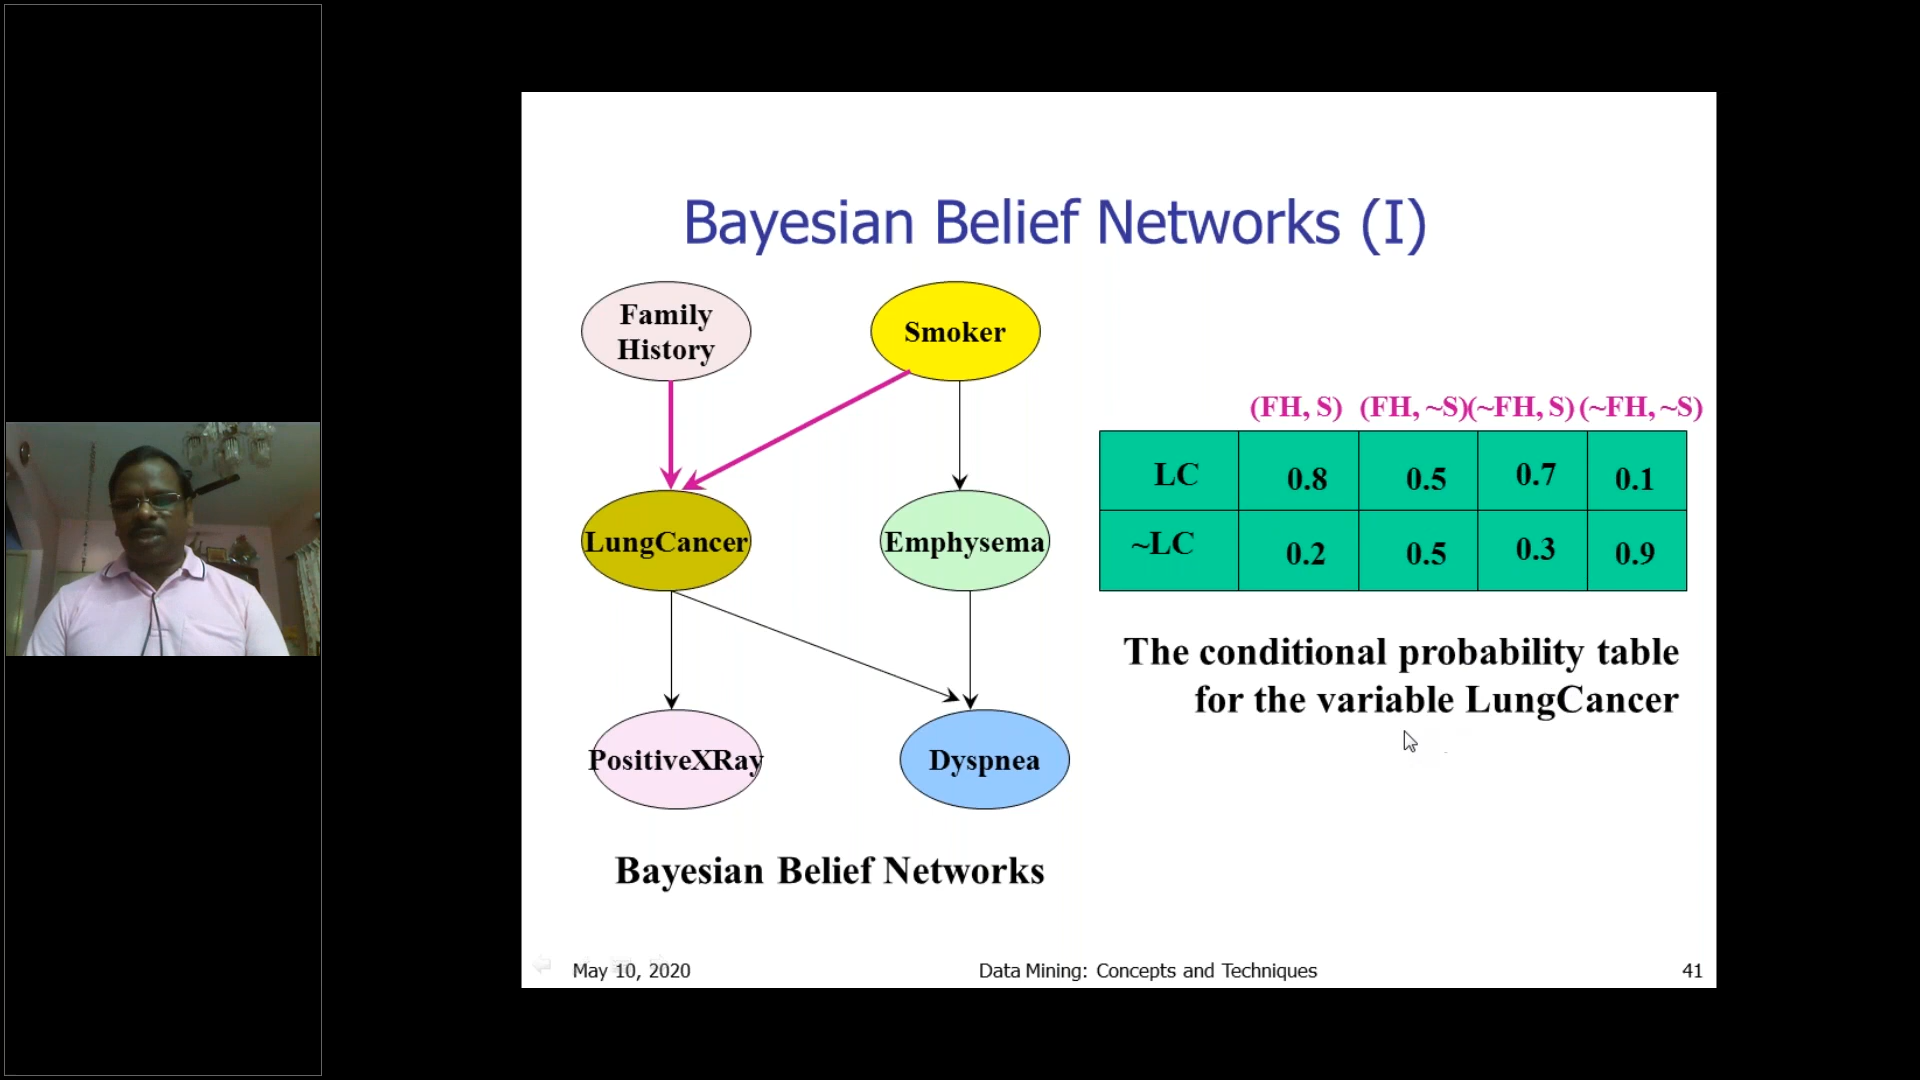 Bayesian Belief Networks (I)
Family
History
Smoker
LungCancer
Emphysema
PositiveXRay
Dyspnea
Bayesian Belief Networks
(FH, S) (FH, ~S)(~FH, S) (~FH, ~S)
LC 0.8 0.5 0.7 0.1
~LC 0.2 0.5 0.3 0.9
The conditional probability table
for the variable LungCancer
May 10, 2020 Data Mining: Concepts and Techniques 41